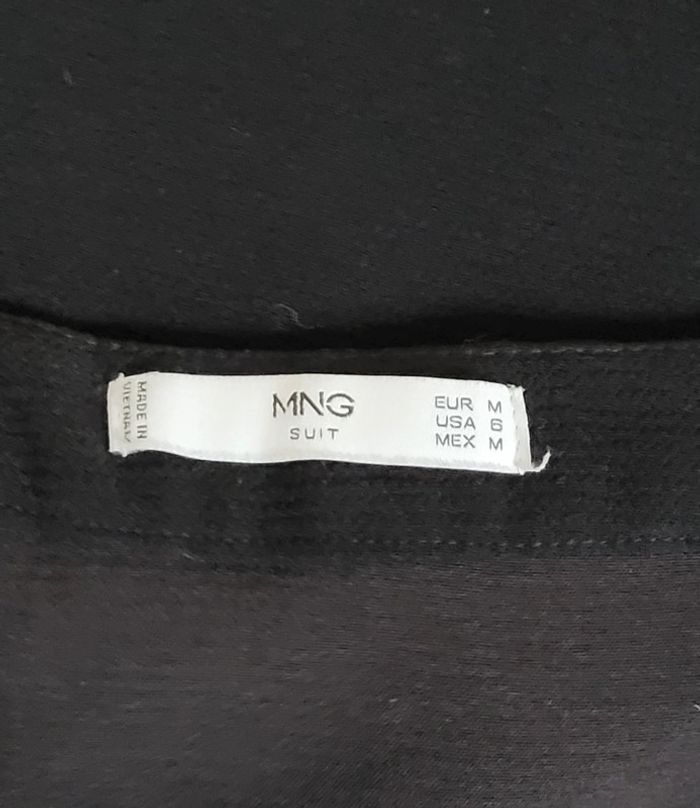 MADE IN
VIETNAM
MNG
SUIT
EUR M
USA 6
MEX M